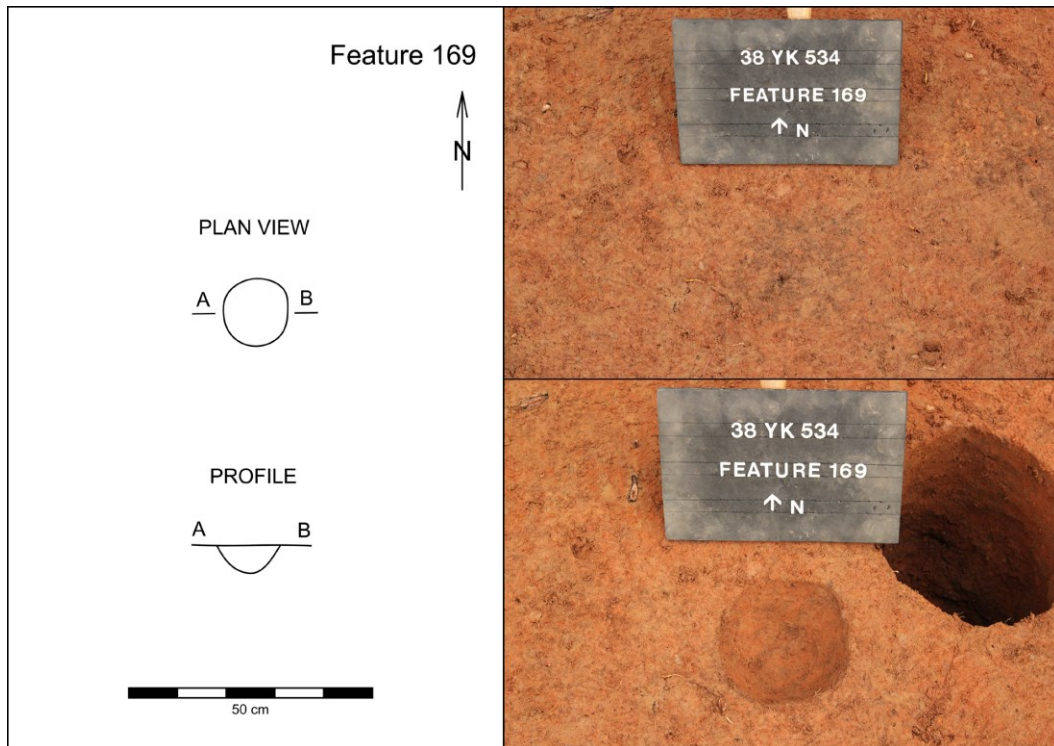 Feature 169
N
PLAN VIEW
A B
PROFILE
A B
50 cm
38 YK 534
FEATURE 169
↑ N
38 YK 534
FEATURE 169
↑ N